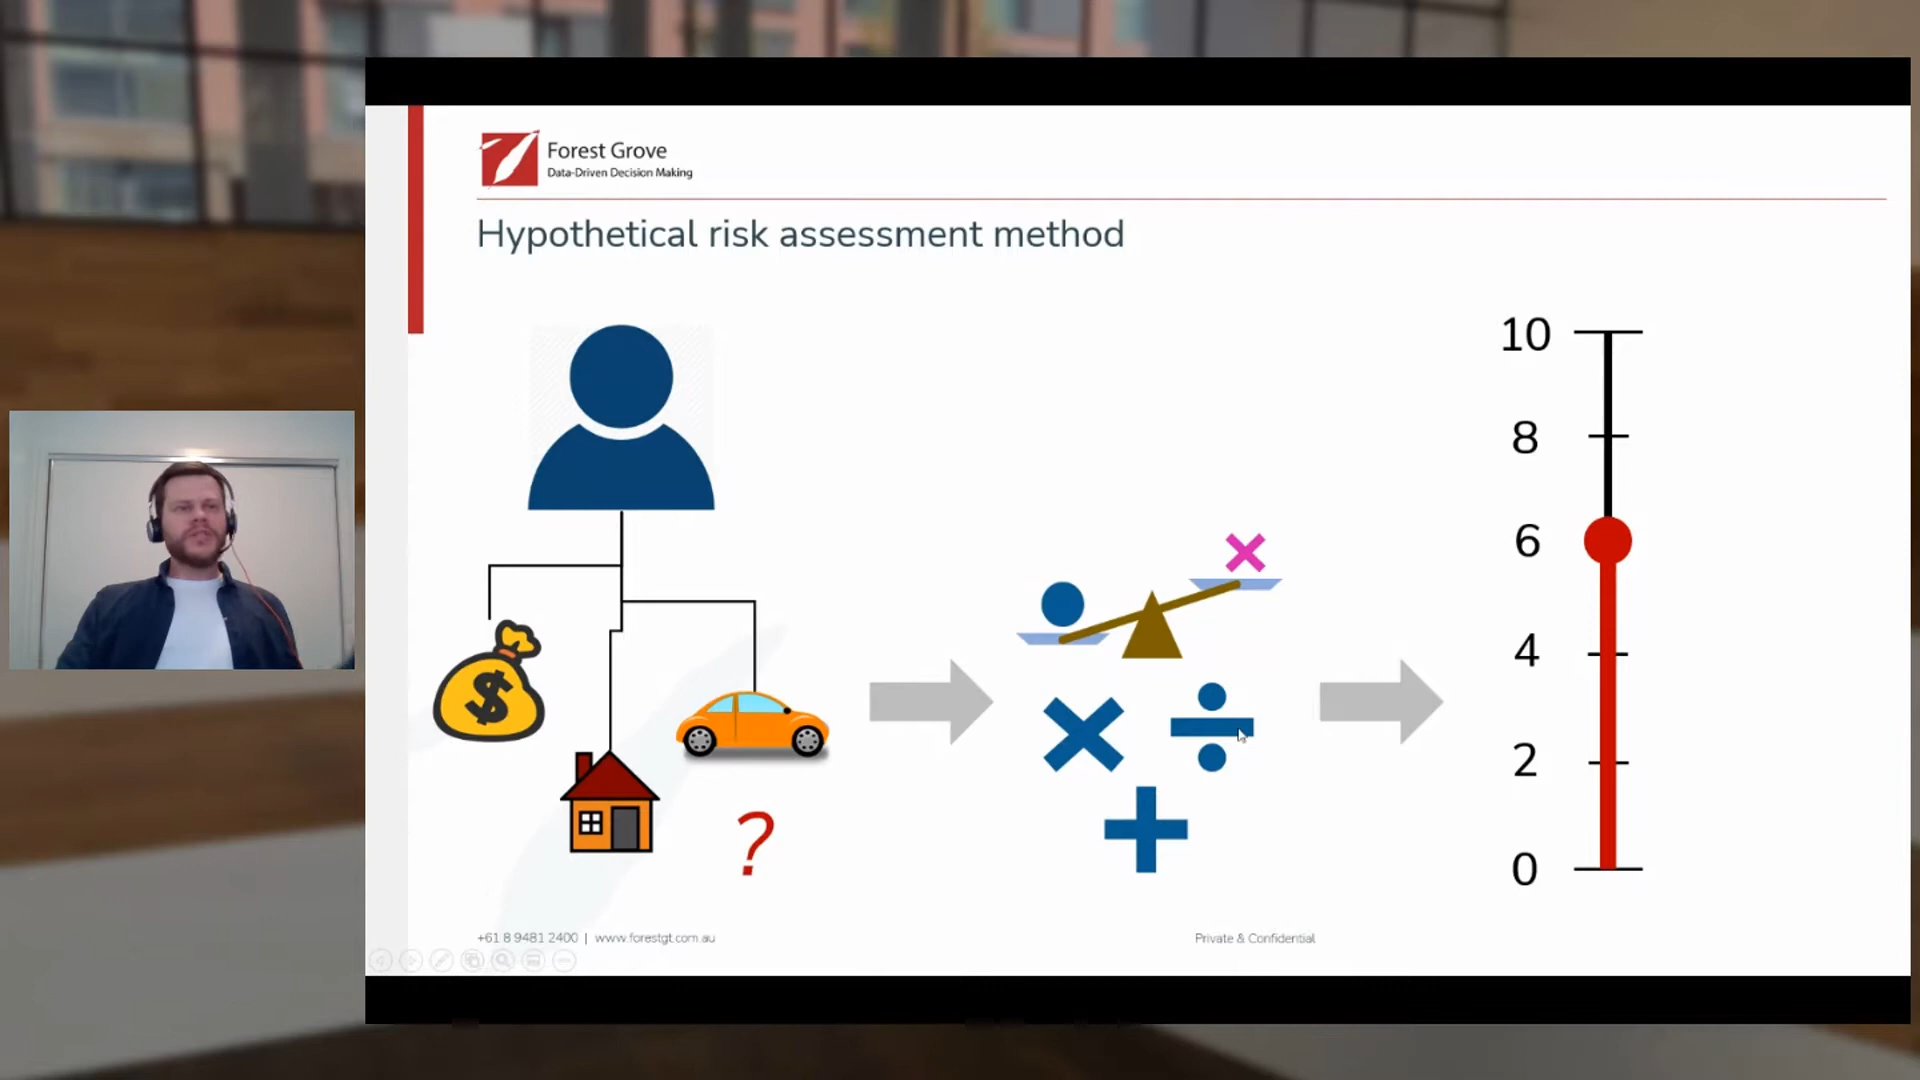 Forest Grove
Data-Driven Decision Making
Hypothetical risk assessment method
$
?
10
8
6
4
2
0
+61 8 9481 2400 | www.forestgt.com.au
Private & Confidential